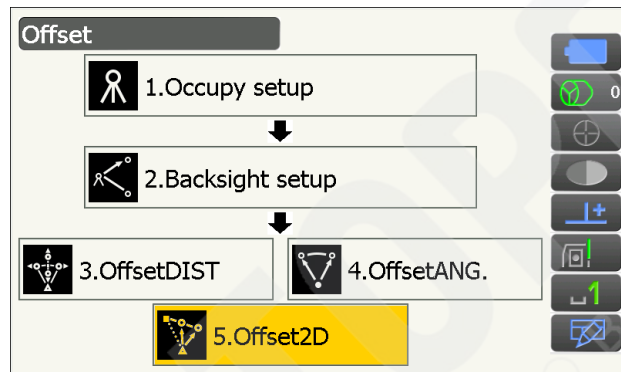 Offset
1.Occupy setup
0
2.Backsight setup
3.OffsetDIST
4.OffsetANG.
5.Offset2D
1